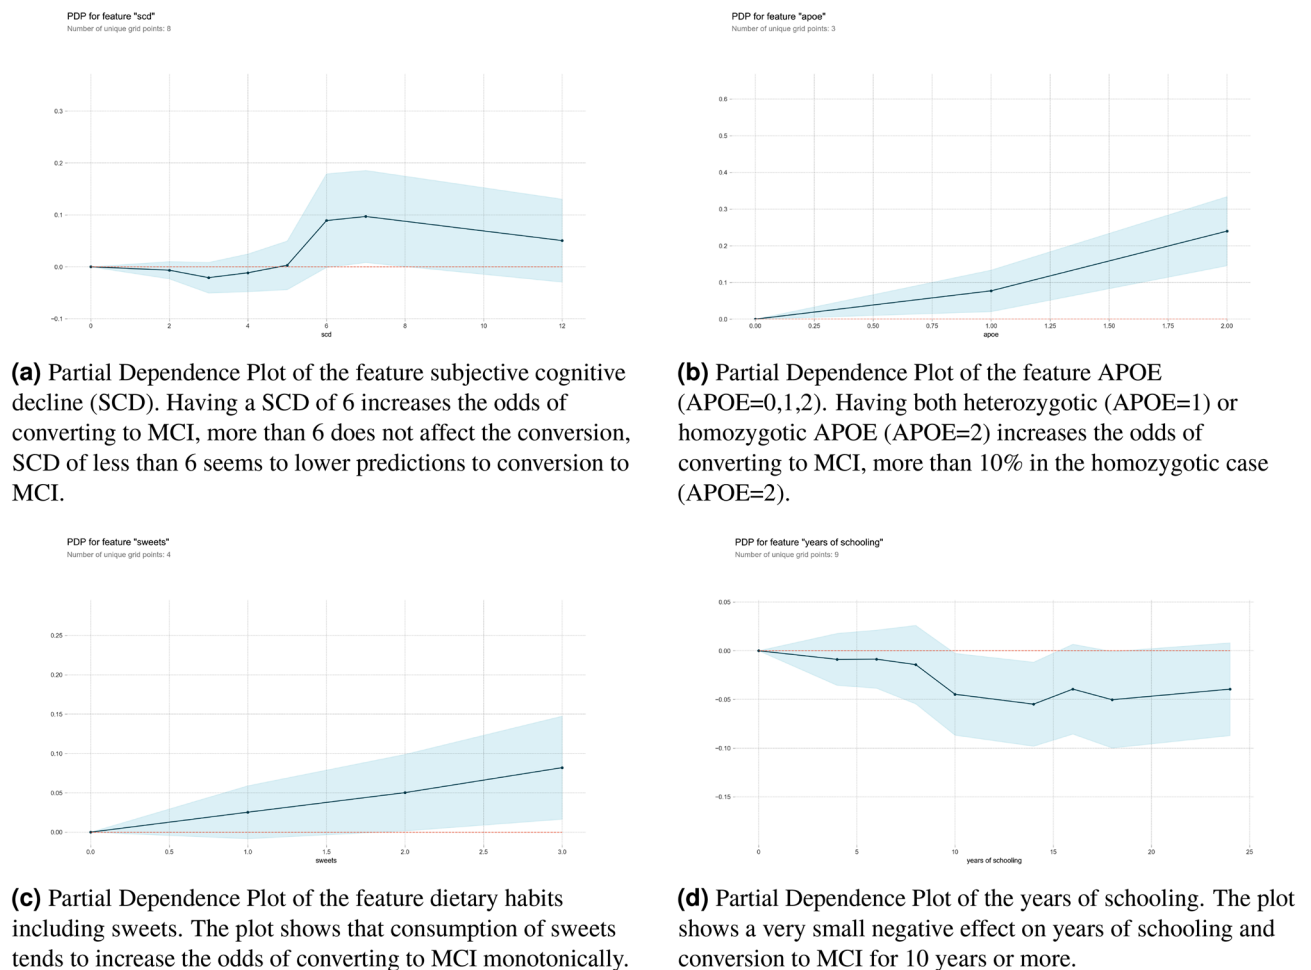 PDP for feature "scd"
Number of unique grid points: 8
0.3
0.2
0.1
0.0
−0.1
0 2 4 6 8 10 12
scd
(a) Partial Dependence Plot of the feature subjective cognitive
decline (SCD). Having a SCD of 6 increases the odds of
converting to MCI, more than 6 does not affect the conversion,
SCD of less than 6 seems to lower predictions to conversion to
MCI.
PDP for feature "apoe"
Number of unique grid points: 3
0.6
0.5
0.4
0.3
0.2
0.1
0.0
0.00 0.25 0.50 0.75 1.00 1.25 1.50 1.75 2.00
apoe
(b) Partial Dependence Plot of the feature APOE
(APOE=0,1,2). Having both heterozygotic (APOE=1) or
homozygotic APOE (APOE=2) increases the odds of
converting to MCI, more than 10% in the homozygotic case
(APOE=2).
PDP for feature "sweets"
Number of unique grid points: 4
0.25
0.20
0.15
0.10
0.05
0.00
0.0 0.5 1.0 1.5 2.0 2.5 3.0
sweets
(c) Partial Dependence Plot of the feature dietary habits
including sweets. The plot shows that consumption of sweets
tends to increase the odds of converting to MCI monotonically.
PDP for feature "years of schooling"
Number of unique grid points: 9
0.05
0.00
−0.05
−0.10
−0.15
0 5 10 15 20 25
years of schooling
(d) Partial Dependence Plot of the years of schooling. The plot
shows a very small negative effect on years of schooling and
conversion to MCI for 10 years or more.